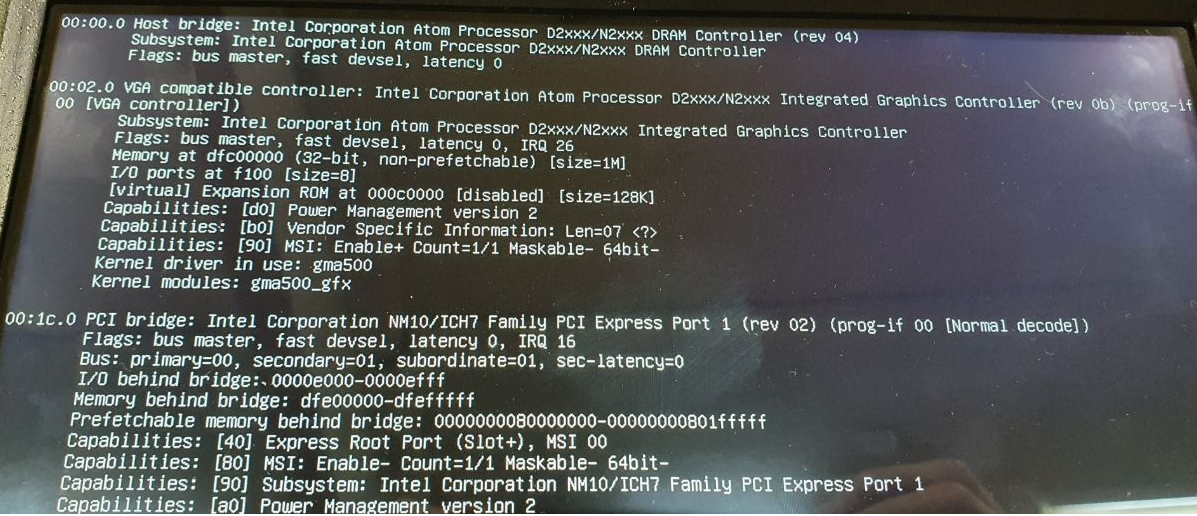 00:00.0 Host bridge: Intel Corporation Atom Processor D2xxx/N2xxx DRAM Controller (rev 04)
Subsystem: Intel Corporation Atom Processor D2xxx/N2xxx DRAM Controller
Flags: bus master, fast devsel, latency 0
00:02.0 VGA compatible controller: Intel Corporation Atom Processor D2xxx/N2xxx Integrated Graphics Controller (rev 0b) (prog-if
00 [VGA controller])
Subsystem: Intel Corporation Atom Processor D2xxx/N2xxx Integrated Graphics Controller
Flags: bus master, fast devsel, latency 0, IRQ 26
Memory at dfc00000 (32-bit, non-prefetchable) [size=1M]
I/O ports at f100 [size=8]
[virtual] Expansion ROM at 000c0000 [disabled] [size=128K]
Capabilities: [d0] Power Management version 2
Capabilities: [b0] Vendor Specific Information: Len=07 <?>
Capabilities: [90] MSI: Enable+ Count=1/1 Maskable- 64bit-
Kernel driver in use: gma500
Kernel modules: gma500_gfx
00:1c.0 PCI bridge: Intel Corporation NM10/ICH7 Family PCI Express Port 1 (rev 02) (prog-if 00 [Normal decode])
Flags: bus master, fast devsel, latency 0, IRQ 16
Bus: primary=00, secondary=01, subordinate=01, sec-latency=0
I/O behind bridge: 0000e000-0000efff
Memory behind bridge: dfe00000-dfefffff
Prefetchable memory behind bridge: 0000000080000000-00000000801fffff
Capabilities: [40] Express Root Port (Slot+), MSI 00
Capabilities: [80] MSI: Enable- Count=1/1 Maskable- 64bit-
Capabilities: [90] Subsystem: Intel Corporation NM10/ICH7 Family PCI Express Port 1
Capabilities: [a0] Power Management version 2